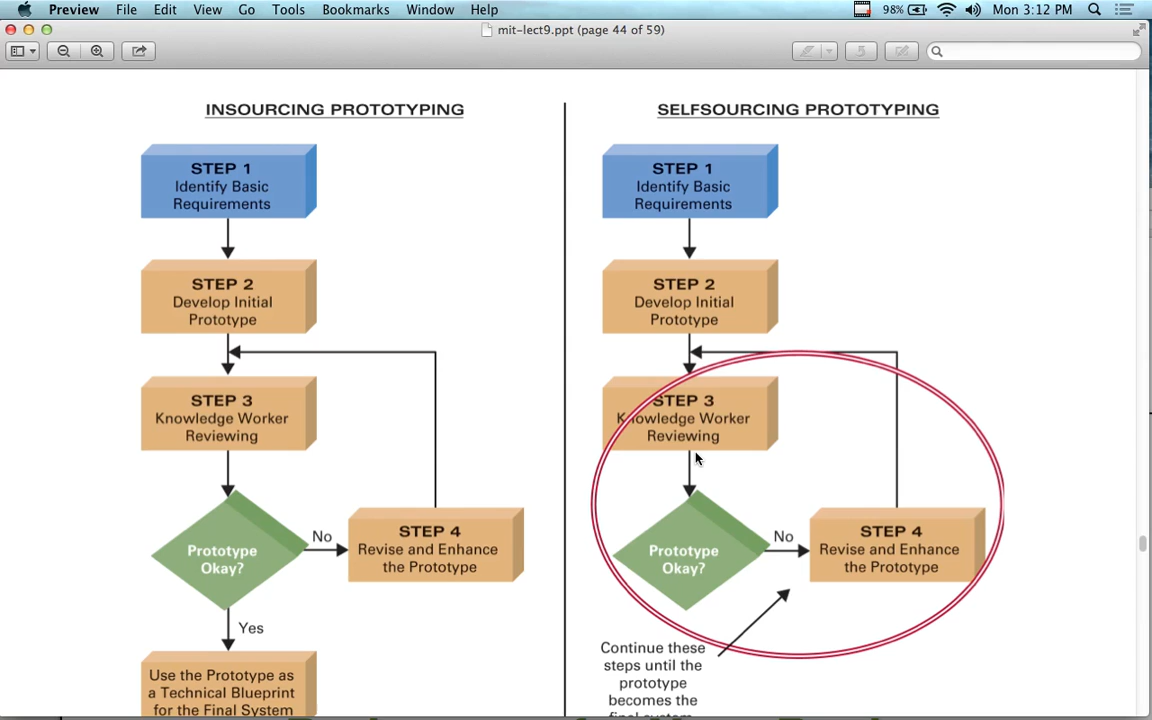 Preview File Edit View Go Tools Bookmarks Window Help 98% Mon 3:12 PM
mit-lect9.ppt (page 44 of 59)
5
INSOURCING PROTOTYPING
STEP 1
Identify Basic
Requirements
STEP 2
Develop Initial
Prototype
STEP 3
Knowledge Worker
Reviewing
Prototype
Okay?
No
STEP 4
Revise and Enhance
the Prototype
Yes
Use the Prototype as
a Technical Blueprint
for the Final System
SELFSOURCING PROTOTYPING
STEP 1
Identify Basic
Requirements
STEP 2
Develop Initial
Prototype
STEP 3
Knowledge Worker
Reviewing
Prototype
Okay?
No
STEP 4
Revise and Enhance
the Prototype
Continue these
steps until the
prototype
becomes the
final system